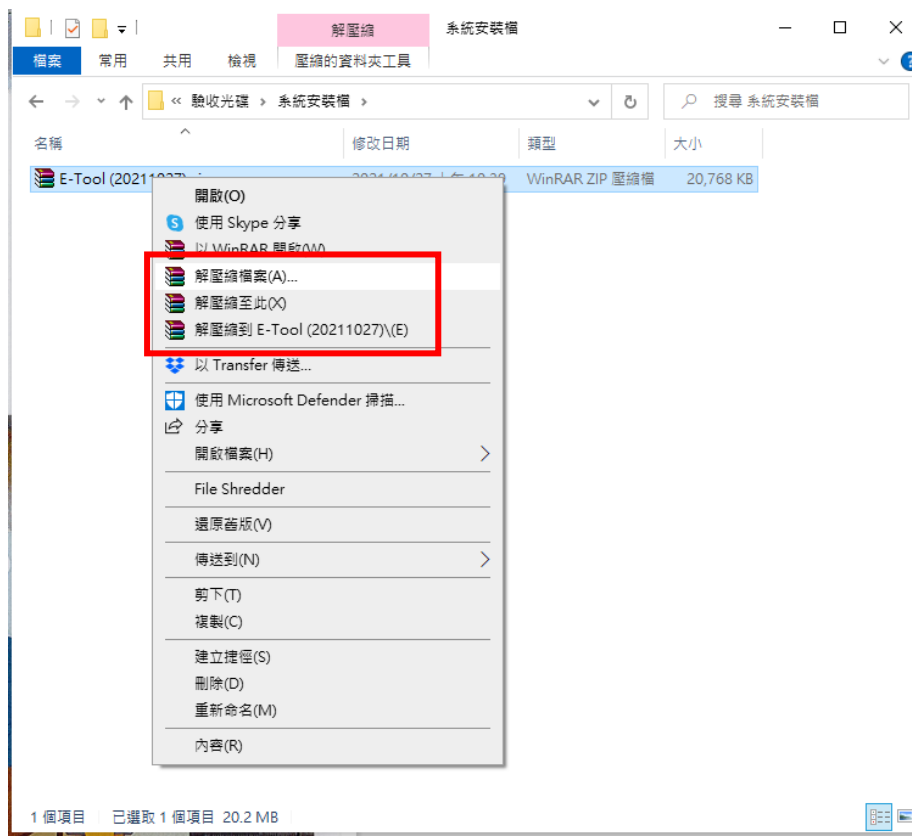 解壓縮 系統安裝檔
檔案 常用 共用 檢視 壓縮的資料夾工具
« 驗收光碟 › 系統安裝檔 ›
搜尋 系統安裝檔
名稱 修改日期 類型 大小
E-Tool (20211027) WinRAR ZIP 壓縮檔 20,768 KB
開啟(O)
使用 Skype 分享
以 WinRAR 開啟(W)
解壓縮檔案(A)...
解壓縮至此(X)
解壓縮到 E-Tool (20211027)\(E)
以 Transfer 傳送...
使用 Microsoft Defender 掃描...
分享
開啟檔案(H)
File Shredder
還原舊版(V)
傳送到(N)
剪下(T)
複製(C)
建立捷徑(S)
刪除(D)
重新命名(M)
內容(R)
1 個項目 已選取 1 個項目 20.2 MB